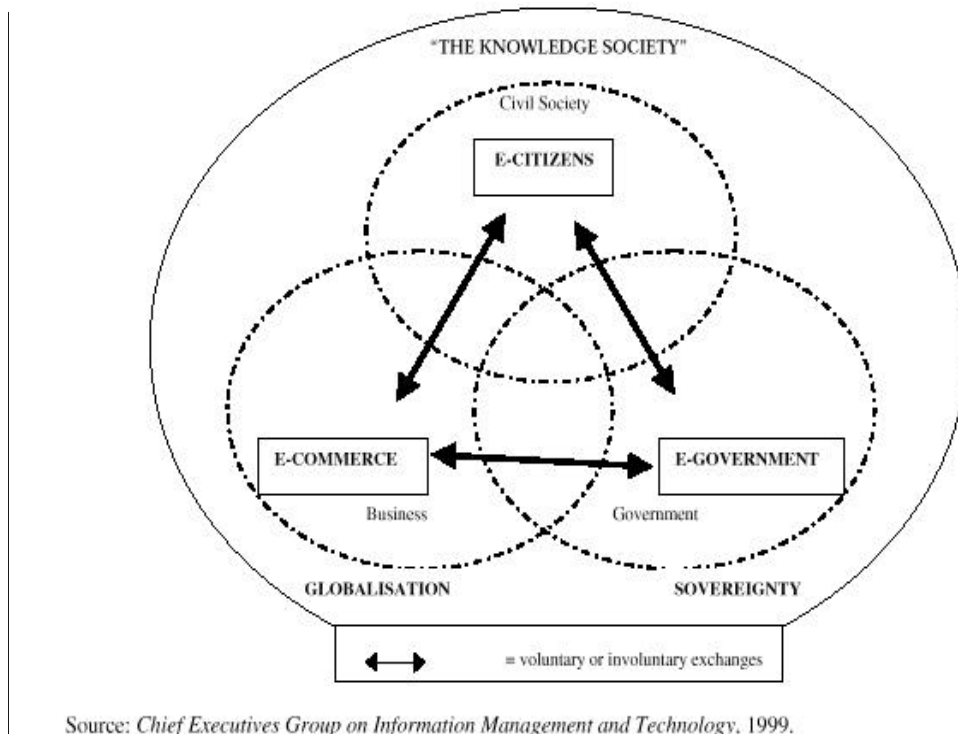 "THE KNOWLEDGE SOCIETY"
Civil Society
E-CITIZENS
E-COMMERCE
E-GOVERNMENT
Business
Government
GLOBALISATION
SOVEREIGNTY
= voluntary or involuntary exchanges
Source: Chief Executives Group on Information Management and Technology, 1999.